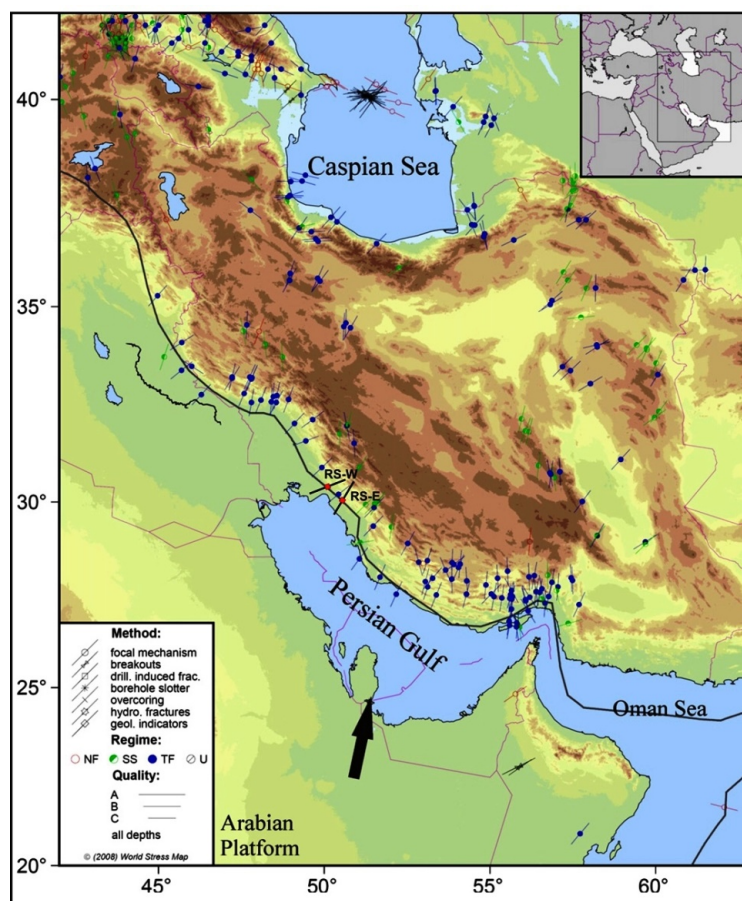 40°
Caspian Sea
35°
RS-W
30°
RS-E
Persian Gulf
25°
Oman Sea
Method:
focal mechanism
breakouts
drill. induced frac.
borehole slotter
overcoring
hydro. fractures
geol. indicators
Regime:
NF SS TF U
Quality:
A
B
C
all depths
© (2008) World Stress Map
Arabian
Platform
20°
45° 50° 55° 60°